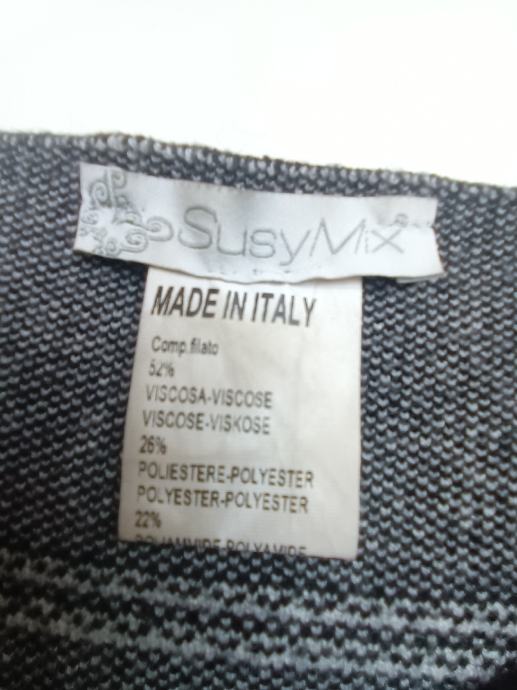 SusyMix®
MADE IN ITALY
Comp.filato
52%
VISCOSA-VISCOSE
VISCOSE-VISKOSE
26%
POLIESTERE-POLYESTER
POLYESTER-POLYESTER
22%